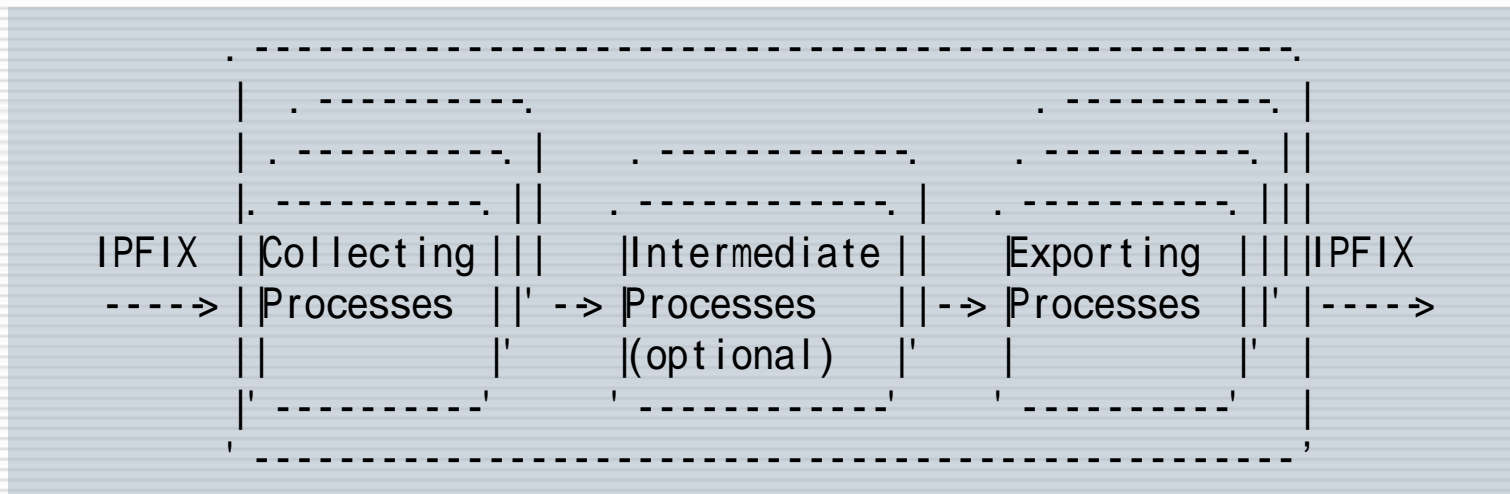 . -------------------------------------------------.
| . ----------. . ----------. |
| . ----------. | . ------------. . ----------. ||
|. ----------. || . ------------. | . ----------. |||
IPFIX ||Collecting ||| |Intermediate || |Exporting ||||IPFIX
-----> ||Processes ||' --> |Processes ||--> |Processes ||' |----->
|| |' |(optional) |' | |' |
|' ----------' ' ------------' ' ----------' |
' -------------------------------------------------'